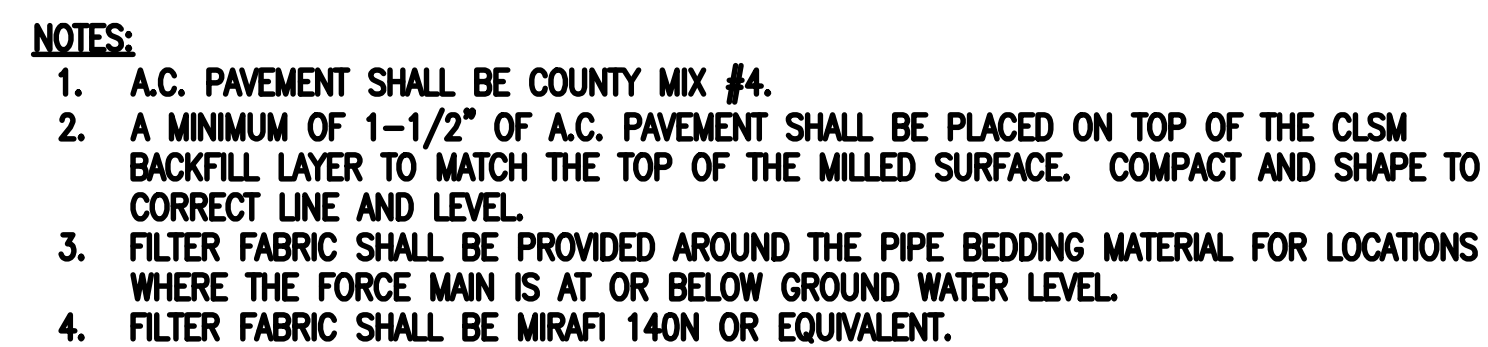 NOTES:
1. A.C. PAVEMENT SHALL BE COUNTY MIX #4.
2. A MINIMUM OF 1-1/2" OF A.C. PAVEMENT SHALL BE PLACED ON TOP OF THE CLSM
BACKFILL LAYER TO MATCH THE TOP OF THE MILLED SURFACE. COMPACT AND SHAPE TO
CORRECT LINE AND LEVEL.
3. FILTER FABRIC SHALL BE PROVIDED AROUND THE PIPE BEDDING MATERIAL FOR LOCATIONS
WHERE THE FORCE MAIN IS AT OR BELOW GROUND WATER LEVEL.
4. FILTER FABRIC SHALL BE MIRAFI 140N OR EQUIVALENT.